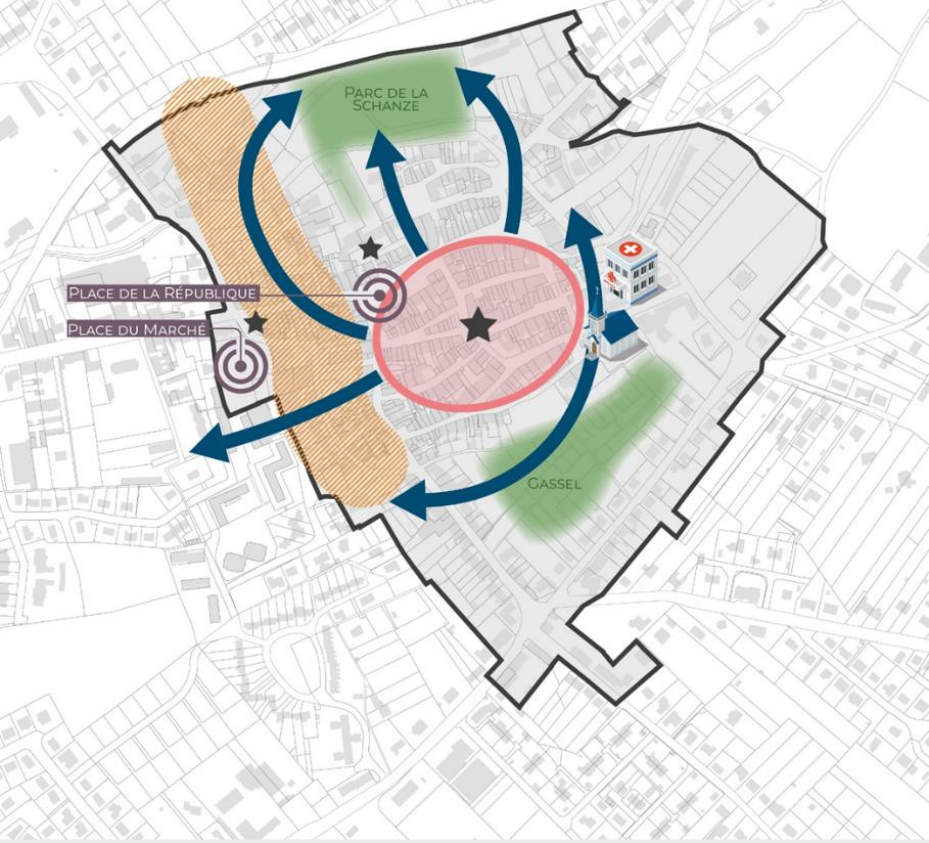 PARC DE LA
SCHANZE
PLACE DE LA RÉPUBLIQUE
PLACE DU MARCHÉ
GASSEL